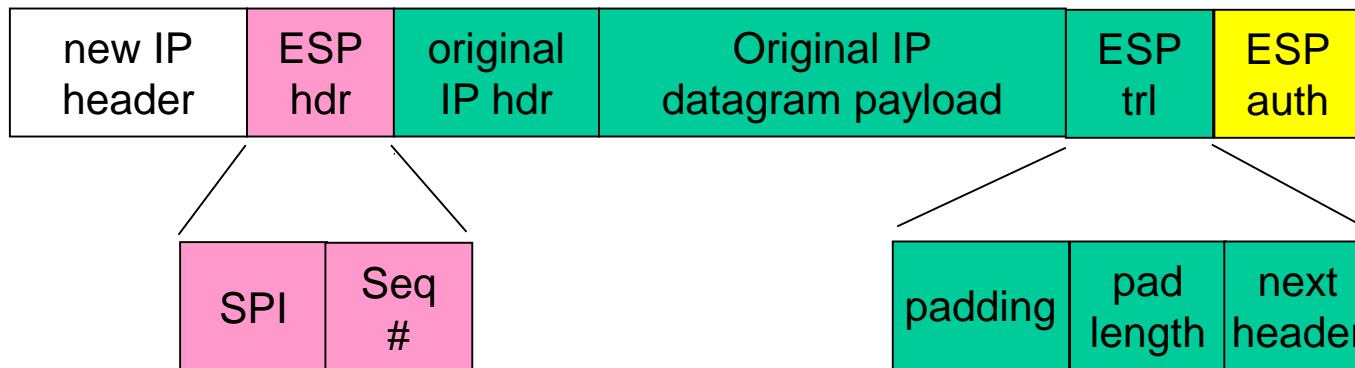 new IP
header
ESP
hdr
original
IP hdr
Original IP
datagram payload
ESP
trl
ESP
auth
SPI
Seq
#
padding
pad
length
next
header